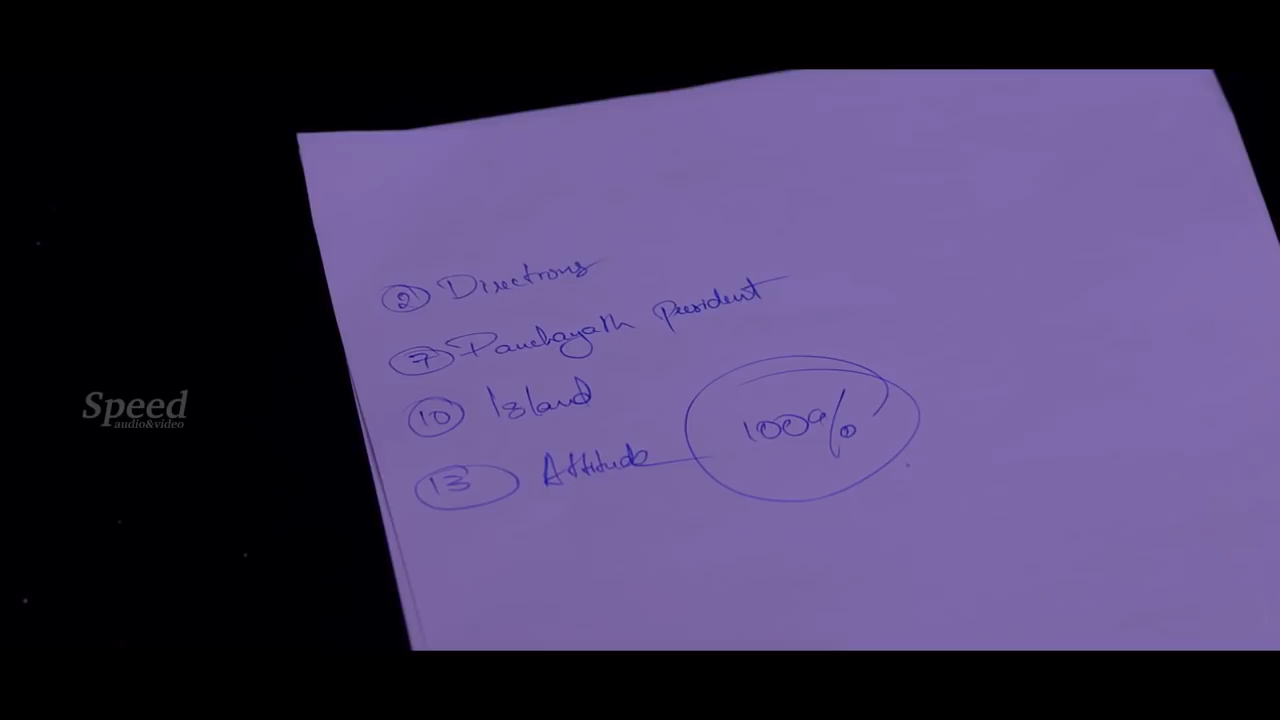 ② Directions
⑦ Panchayath president
⑩ Island
⑬ Attitude 100%
Speed
audio&video